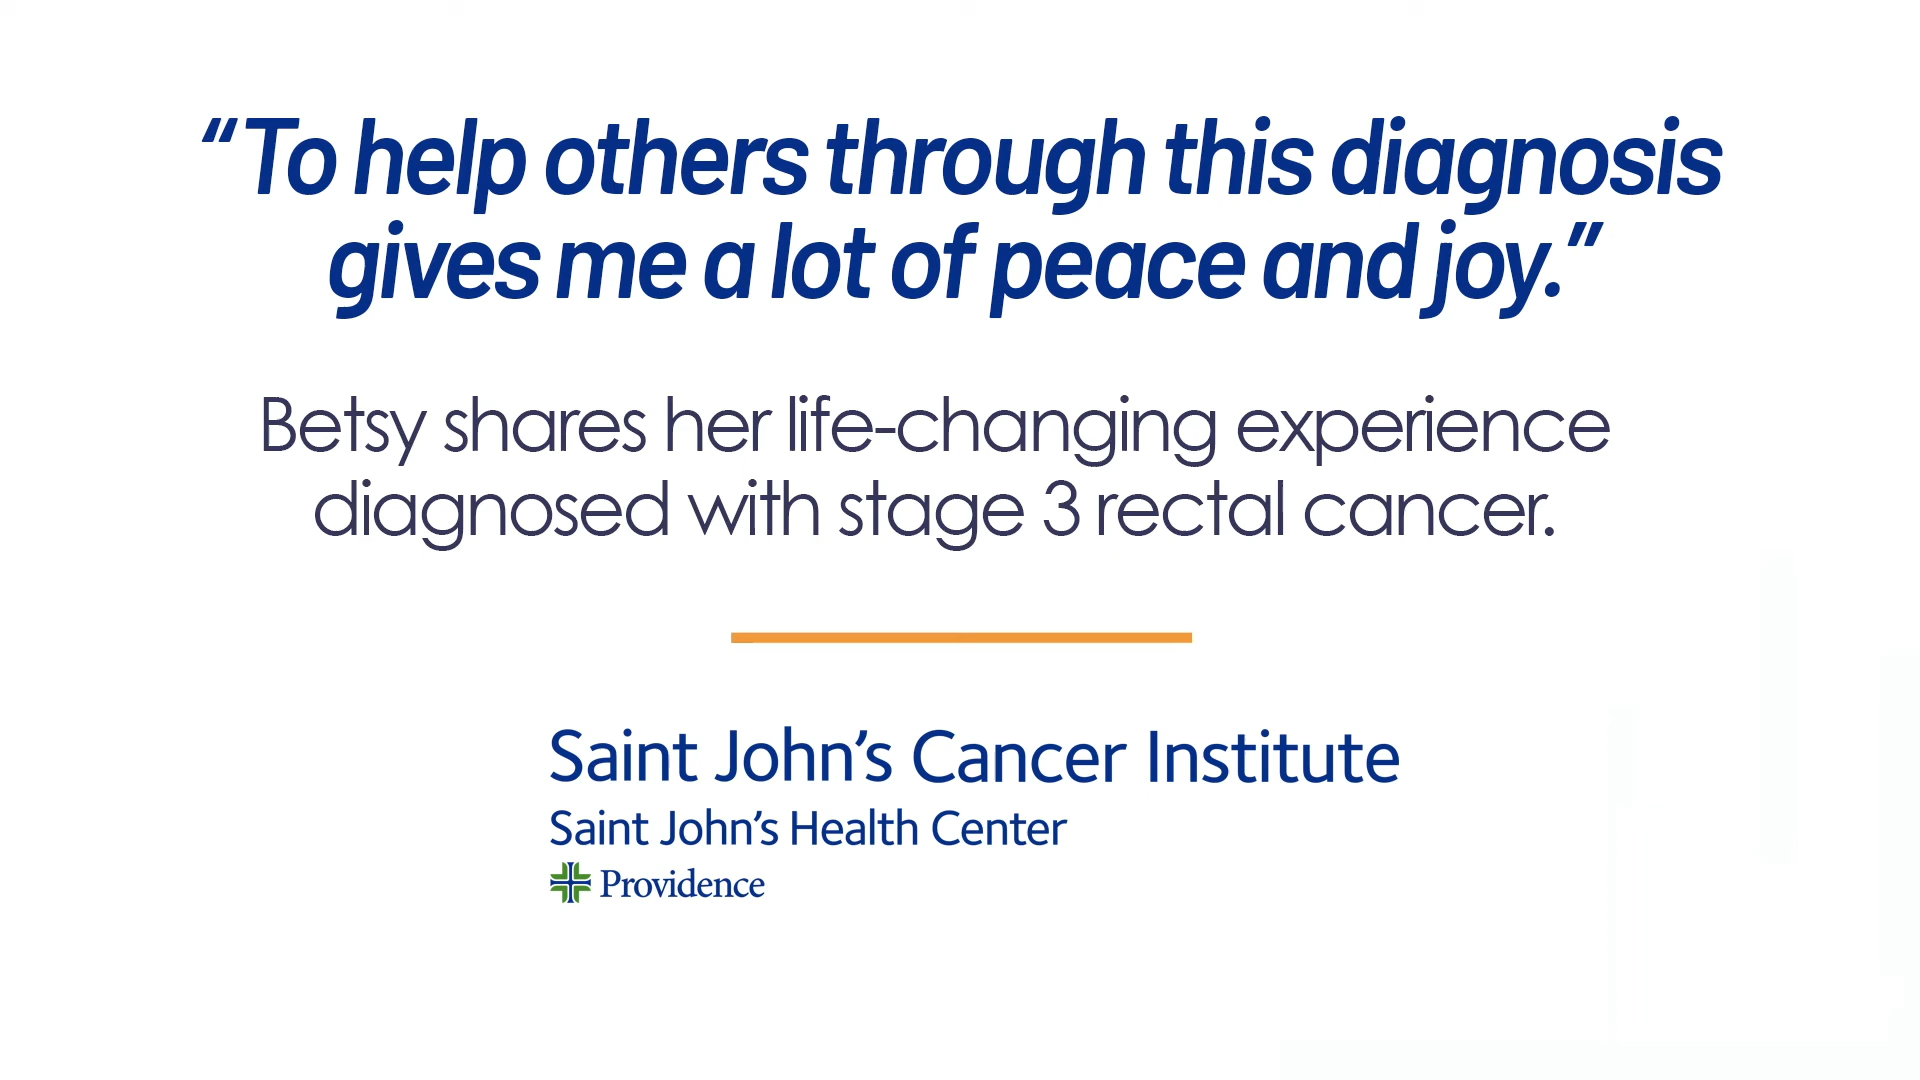 “To help others through this diagnosis
gives me a lot of peace and joy.”
Betsy shares her life-changing experience
diagnosed with stage 3 rectal cancer.
Saint John’s Cancer Institute
Saint John’s Health Center
Providence